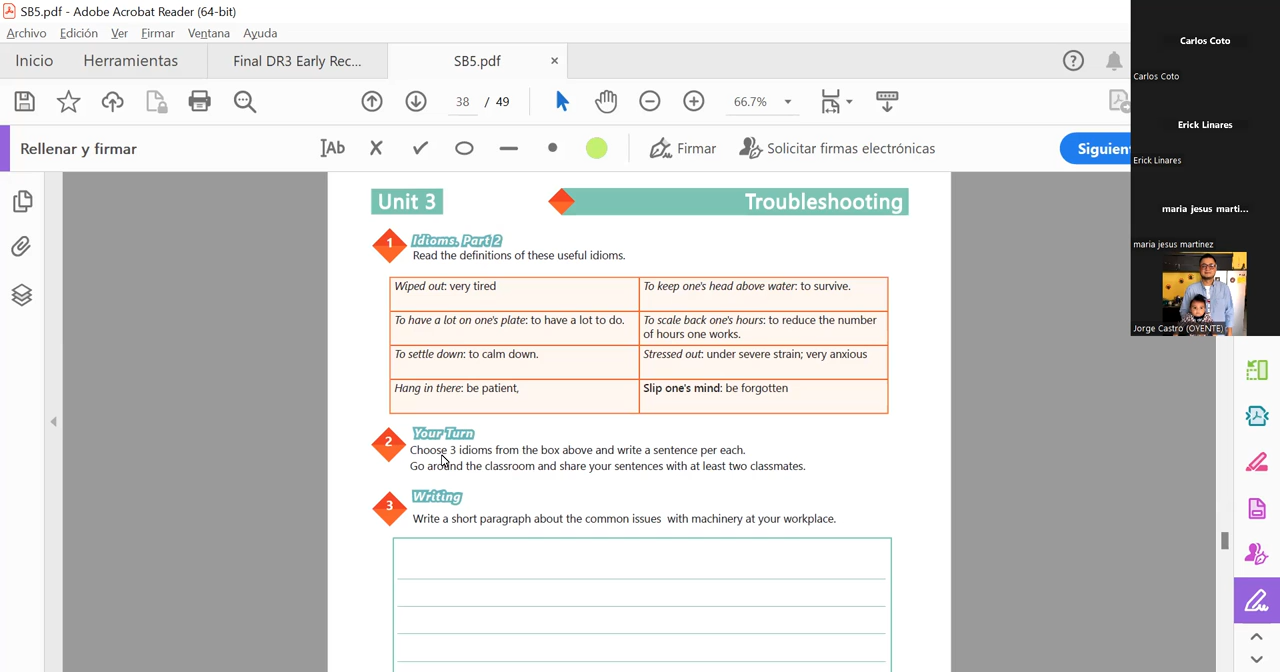 SB5.pdf - Adobe Acrobat Reader (64-bit)
Archivo Edición Ver Firmar Ventana Ayuda
Inicio Herramientas Final DR3 Early Rec... SB5.pdf ×
38 / 49 66.7%
Rellenar y firmar Ab Firmar Solicitar firmas electrónicas Siguien
Carlos Coto
Carlos Coto
Erick Linares
Erick Linares
maria jesus marti...
maria jesus martinez
Jorge Castro (OYENTE)
Unit 3 Troubleshooting
1 Idioms. Part 2
Read the definitions of these useful idioms.
Wiped out: very tired
To keep one's head above water: to survive.
To have a lot on one's plate: to have a lot to do.
To scale back one's hours: to reduce the number
of hours one works.
To settle down: to calm down.
Stressed out: under severe strain; very anxious
Hang in there: be patient,
Slip one's mind: be forgotten
2 Your Turn
Choose 3 idioms from the box above and write a sentence per each.
Go around the classroom and share your sentences with at least two classmates.
3 Writing
Write a short paragraph about the common issues with machinery at your workplace.